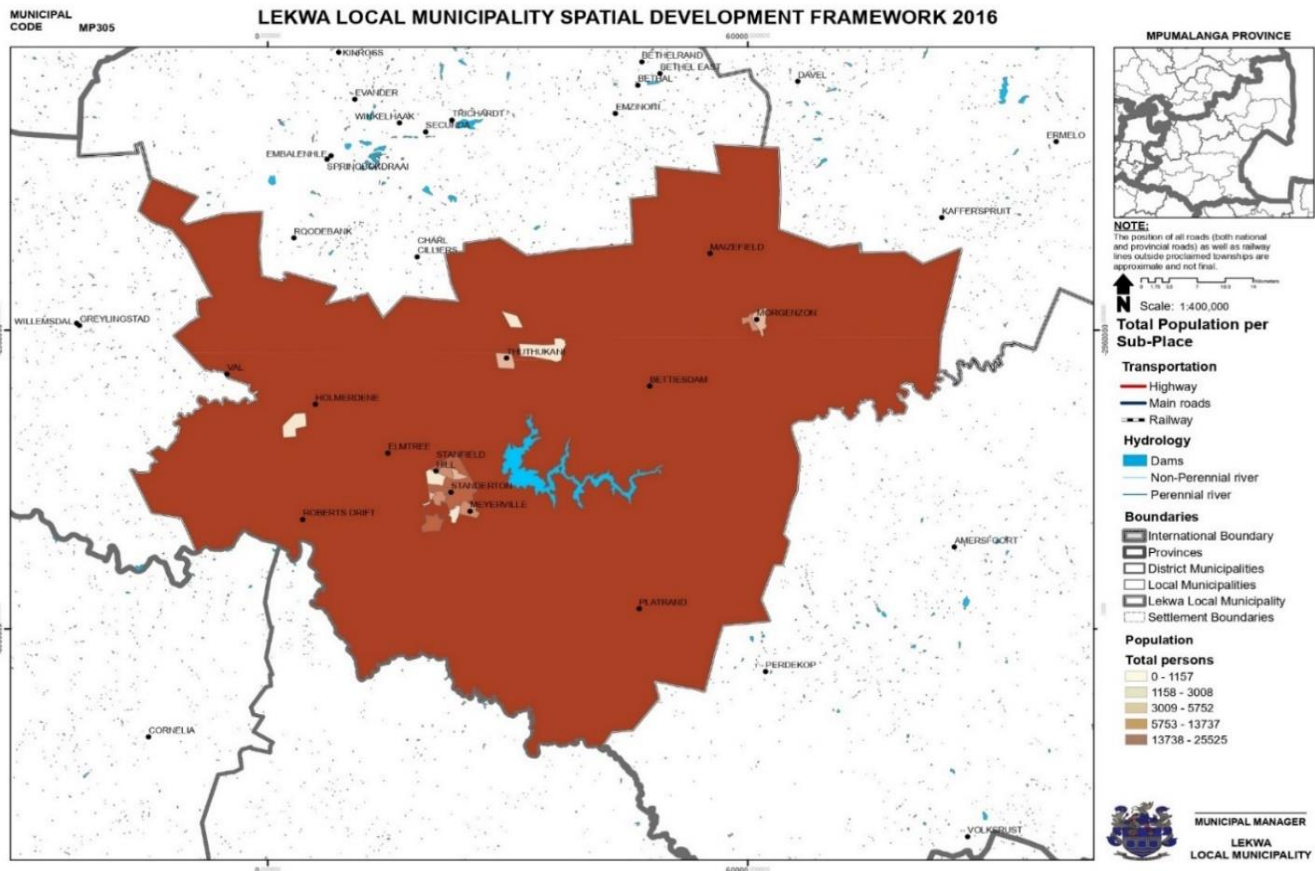 MUNICIPAL
CODE MP305
LEKWA LOCAL MUNICIPALITY SPATIAL DEVELOPMENT FRAMEWORK 2016
KINROSS
BETHELRAND
BETHEL EAST
BETHAL
DAVEL
EVANDER
WINKELHAAK
TRICHARDT
SECUNDA
EMZINONI
ERMELO
EMBALENHLE
SPRINGBOKDRAAI
KAFFERSPRUIT
ROODEBANK
CHARL
CILLIERS
MAIZEFIELD
WILLEMSDAL
GREYLINGSTAD
MORGENZON
THUTHUKANI
VAL
BETTIESDAM
HOLMERDENE
ELMTREE
STANFIELD
HILL
STANDERTON
MEYERVILLE
ROBERTS DRIFT
AMERSFOORT
PLATRAND
PERDEKOP
CORNELIA
VOLKSRUST
MPUMALANGA PROVINCE
NOTE:
The position of all roads (both national
and provincial roads) as well as railway
lines outside proclaimed townships are
approximate and not final.
N Scale: 1:400,000
Total Population per
Sub-Place
Transportation
Highway
Main roads
Railway
Hydrology
Dams
Non-Perennial river
Perennial river
Boundaries
International Boundary
Provinces
District Municipalities
Local Municipalities
Lekwa Local Municipality
Settlement Boundaries
Population
Total persons
0 - 1157
1158 - 3008
3009 - 5752
5753 - 13737
13738 - 25525
MUNICIPAL MANAGER
LEKWA
LOCAL MUNICIPALITY